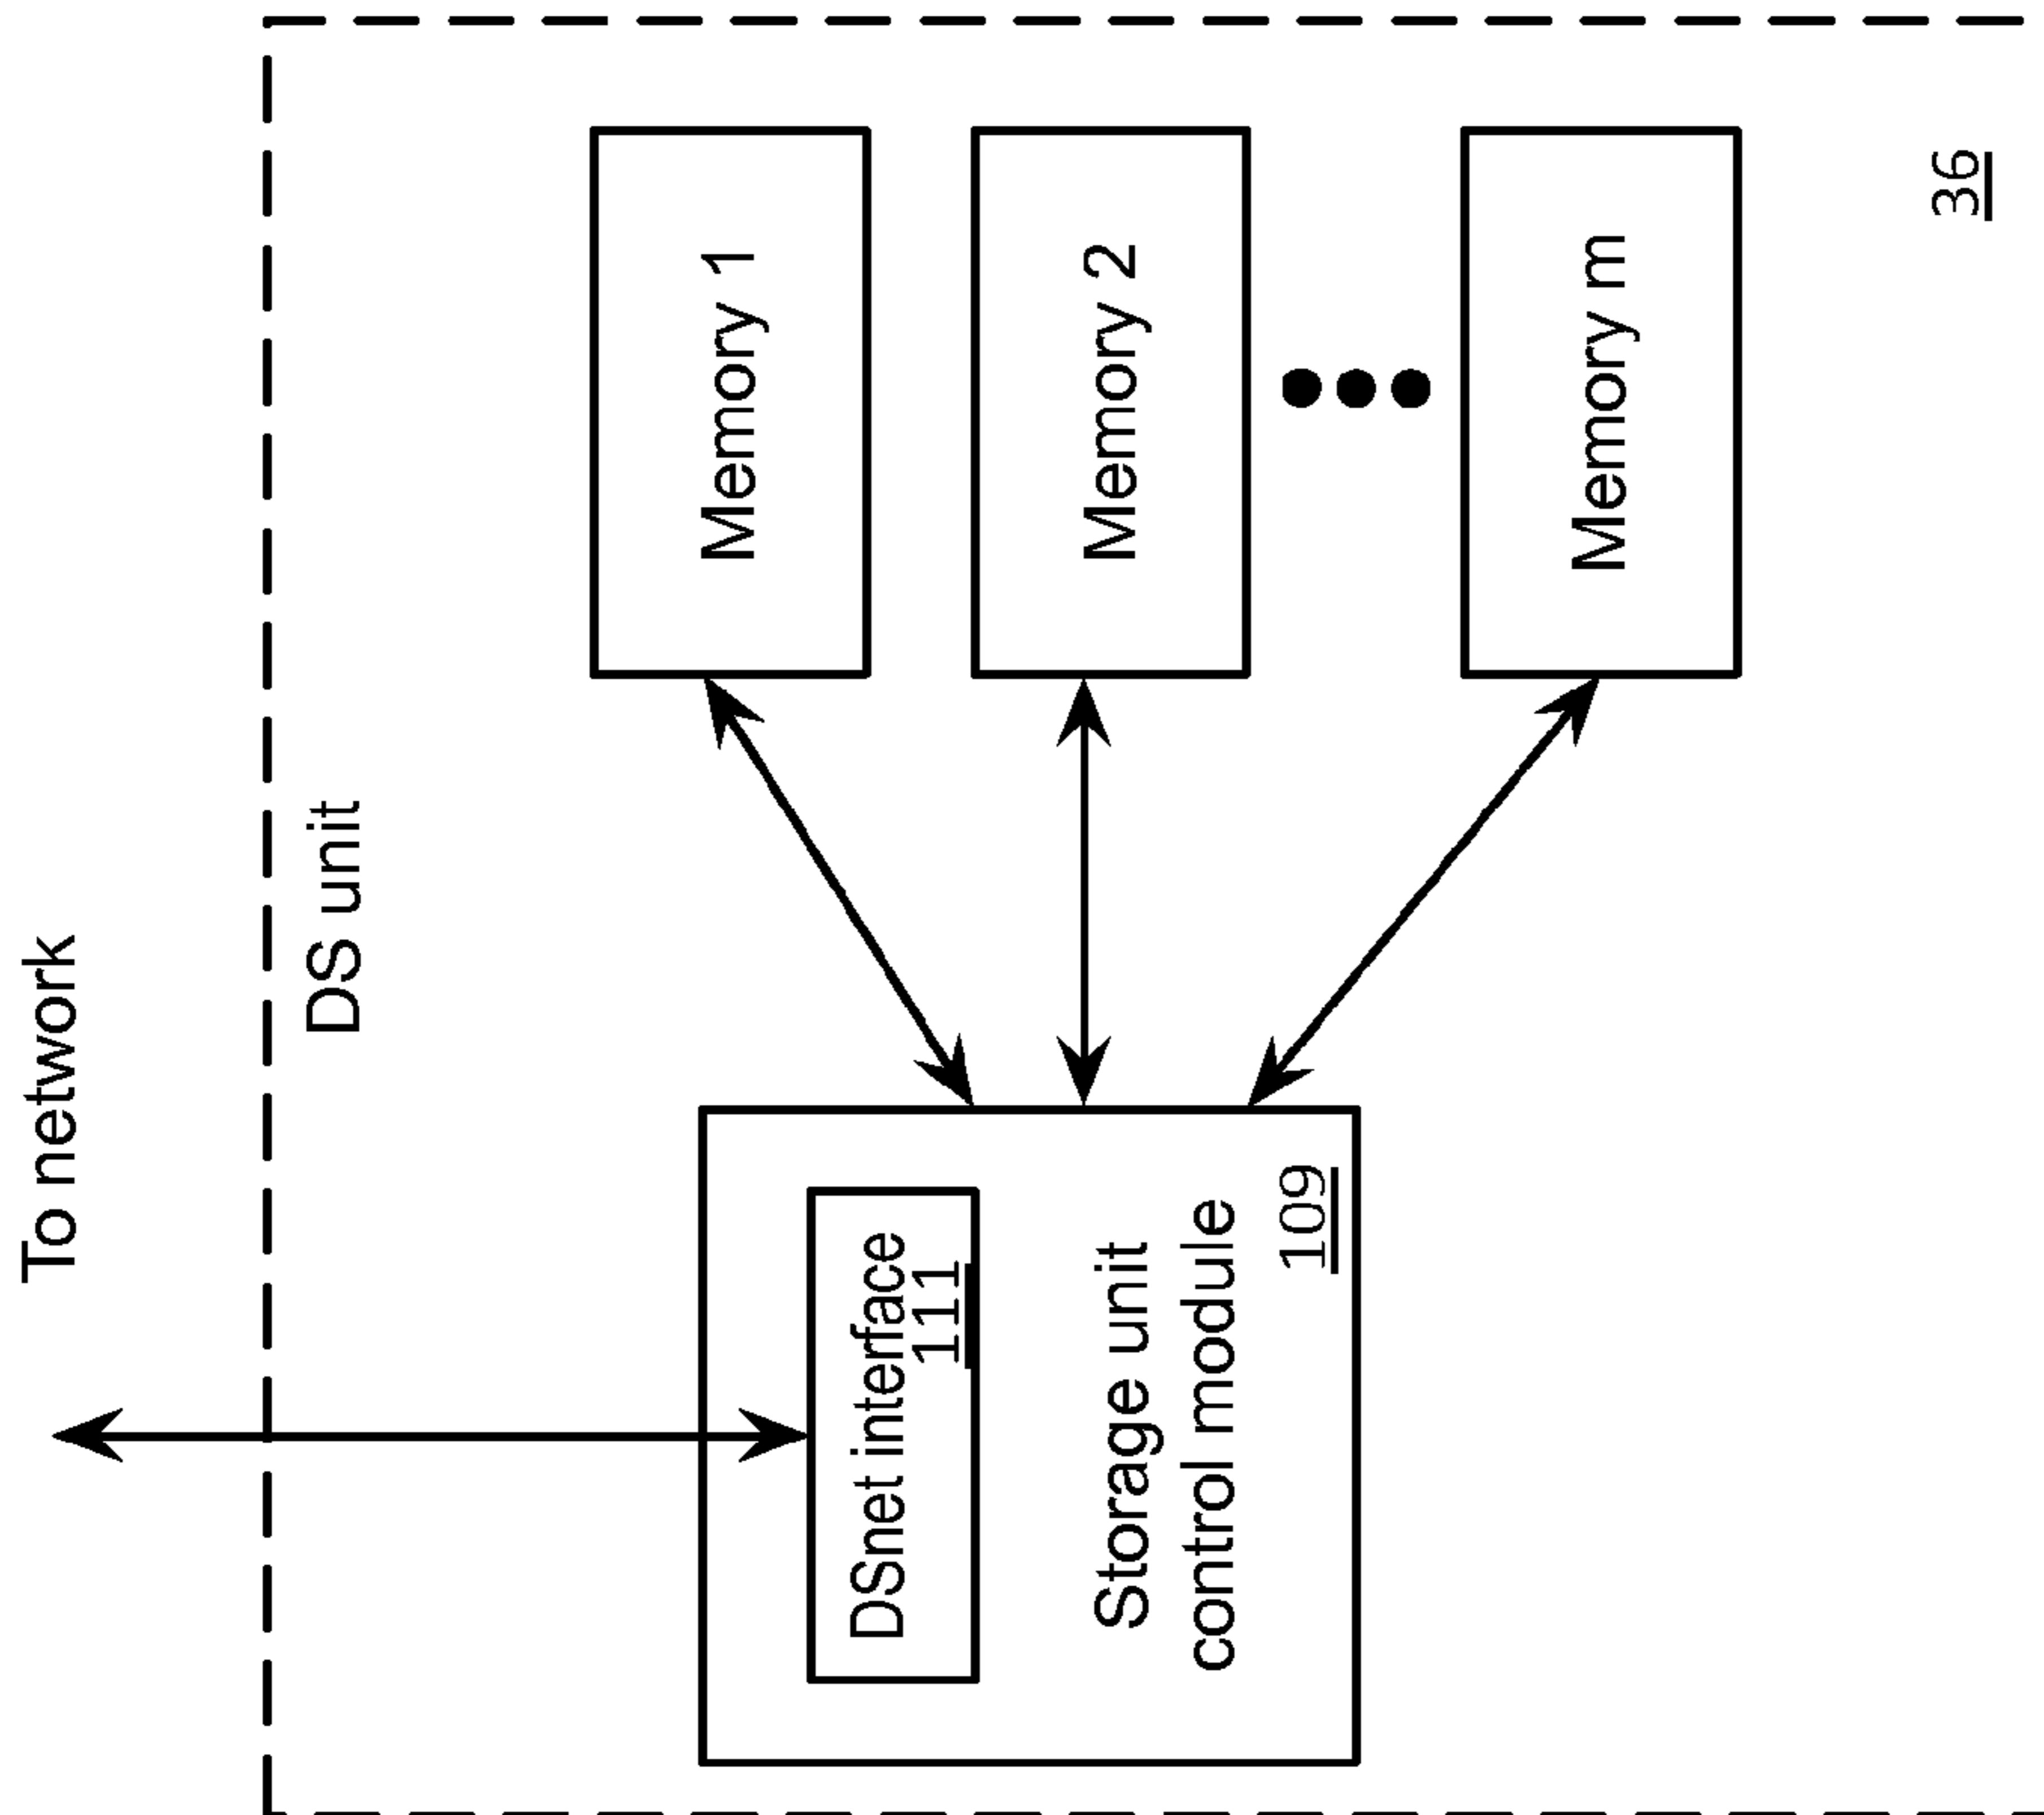 To network
DS unit
DSnet interface
111
Storage unit
control module
109
Memory 1
Memory 2
Memory m
36